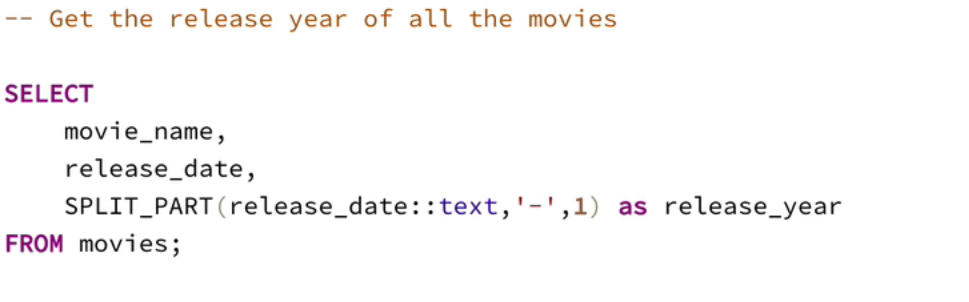 -- Get the release year of all the movies
SELECT
movie_name,
release_date,
SPLIT_PART(release_date::text,'-',1) as release_year
FROM movies;